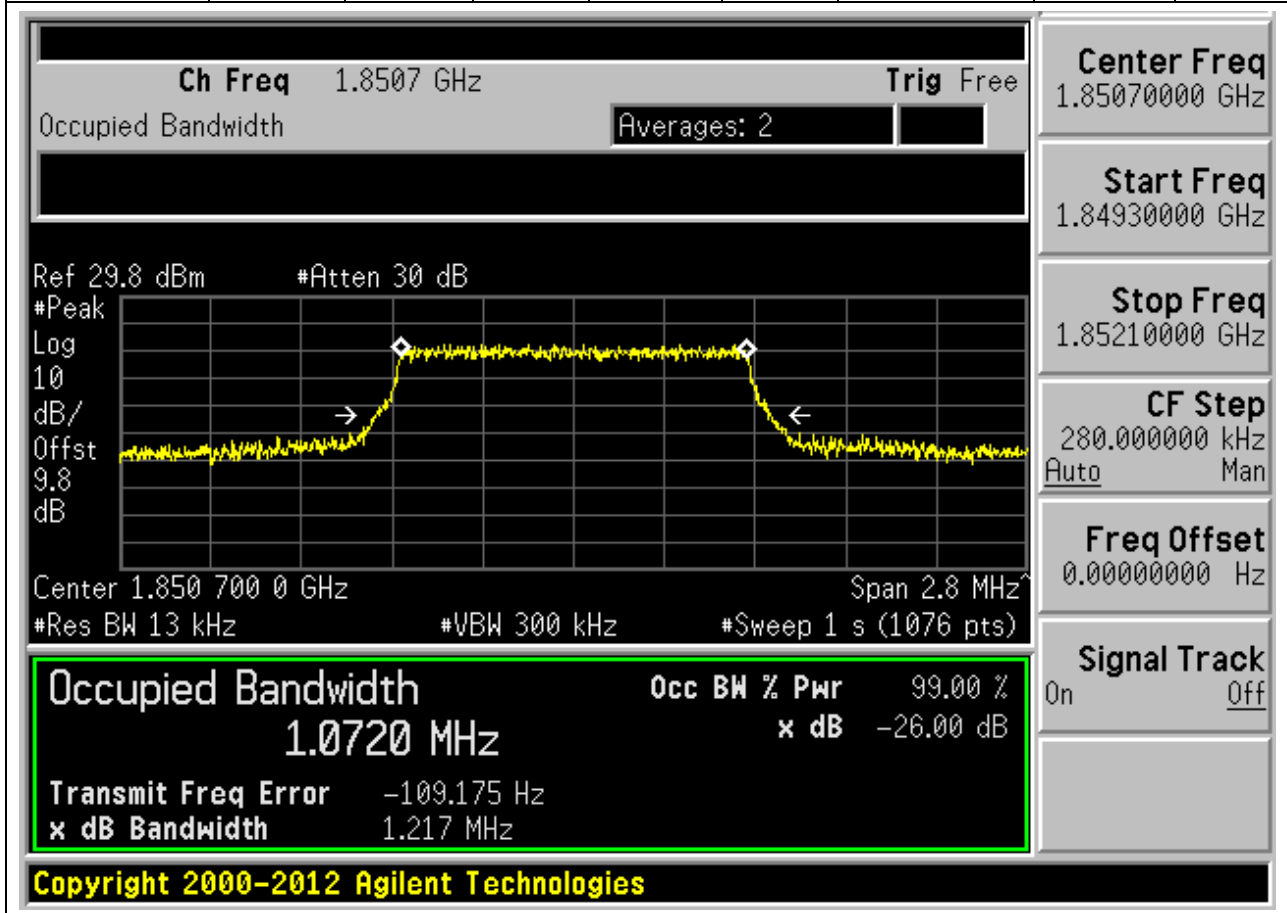 Ch Freq 1.8507 GHz Trig Free
Occupied Bandwidth Averages: 2
Ref 29.8 dBm #Atten 30 dB
#Peak
Log
10
dB/
Offst
9.8
dB
Center 1.850 700 0 GHz Span 2.8 MHz^
#Res BW 13 kHz #VBW 300 kHz #Sweep 1 s (1076 pts)
Occupied Bandwidth Occ BW % Pwr 99.00 %
1.0720 MHz x dB -26.00 dB
Transmit Freq Error -109.175 Hz
x dB Bandwidth 1.217 MHz
Copyright 2000-2012 Agilent Technologies
Center Freq
1.85070000 GHz
Start Freq
1.84930000 GHz
Stop Freq
1.85210000 GHz
CF Step
280.000000 kHz
Auto Man
Freq Offset
0.00000000 Hz
Signal Track
On Off